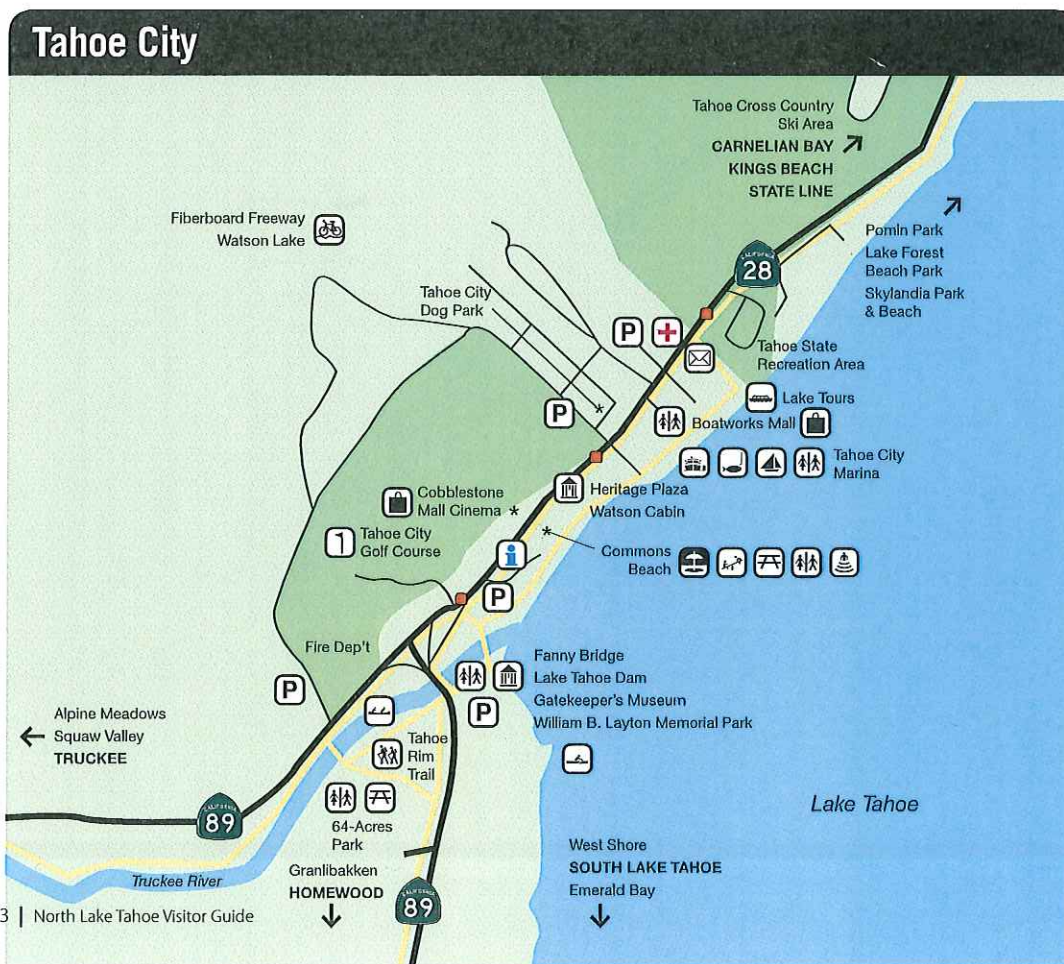 Tahoe City
Tahoe Cross Country
Ski Area
CARNELIAN BAY
KINGS BEACH
STATE LINE
Fiberboard Freeway
Watson Lake
Pomin Park
Lake Forest
Beach Park
Skylandia Park
& Beach
CALIFORNIA
28
Tahoe City
Dog Park
P
Tahoe State
Recreation Area
Lake Tours
P
*
Boatworks Mall
Tahoe City
Marina
Cobblestone
Mall Cinema *
Heritage Plaza
Watson Cabin
Tahoe City
Golf Course
*
Commons
Beach
i
P
Fire Dep't
Fanny Bridge
Lake Tahoe Dam
Gatekeeper's Museum
William B. Layton Memorial Park
P
P
Alpine Meadows
Squaw Valley
TRUCKEE
Tahoe
Rim
Trail
CALIFORNIA
89
64-Acres
Park
Lake Tahoe
Truckee River
Granlibakken
HOMEWOOD
CALIFORNIA
89
West Shore
SOUTH LAKE TAHOE
Emerald Bay
3 | North Lake Tahoe Visitor Guide